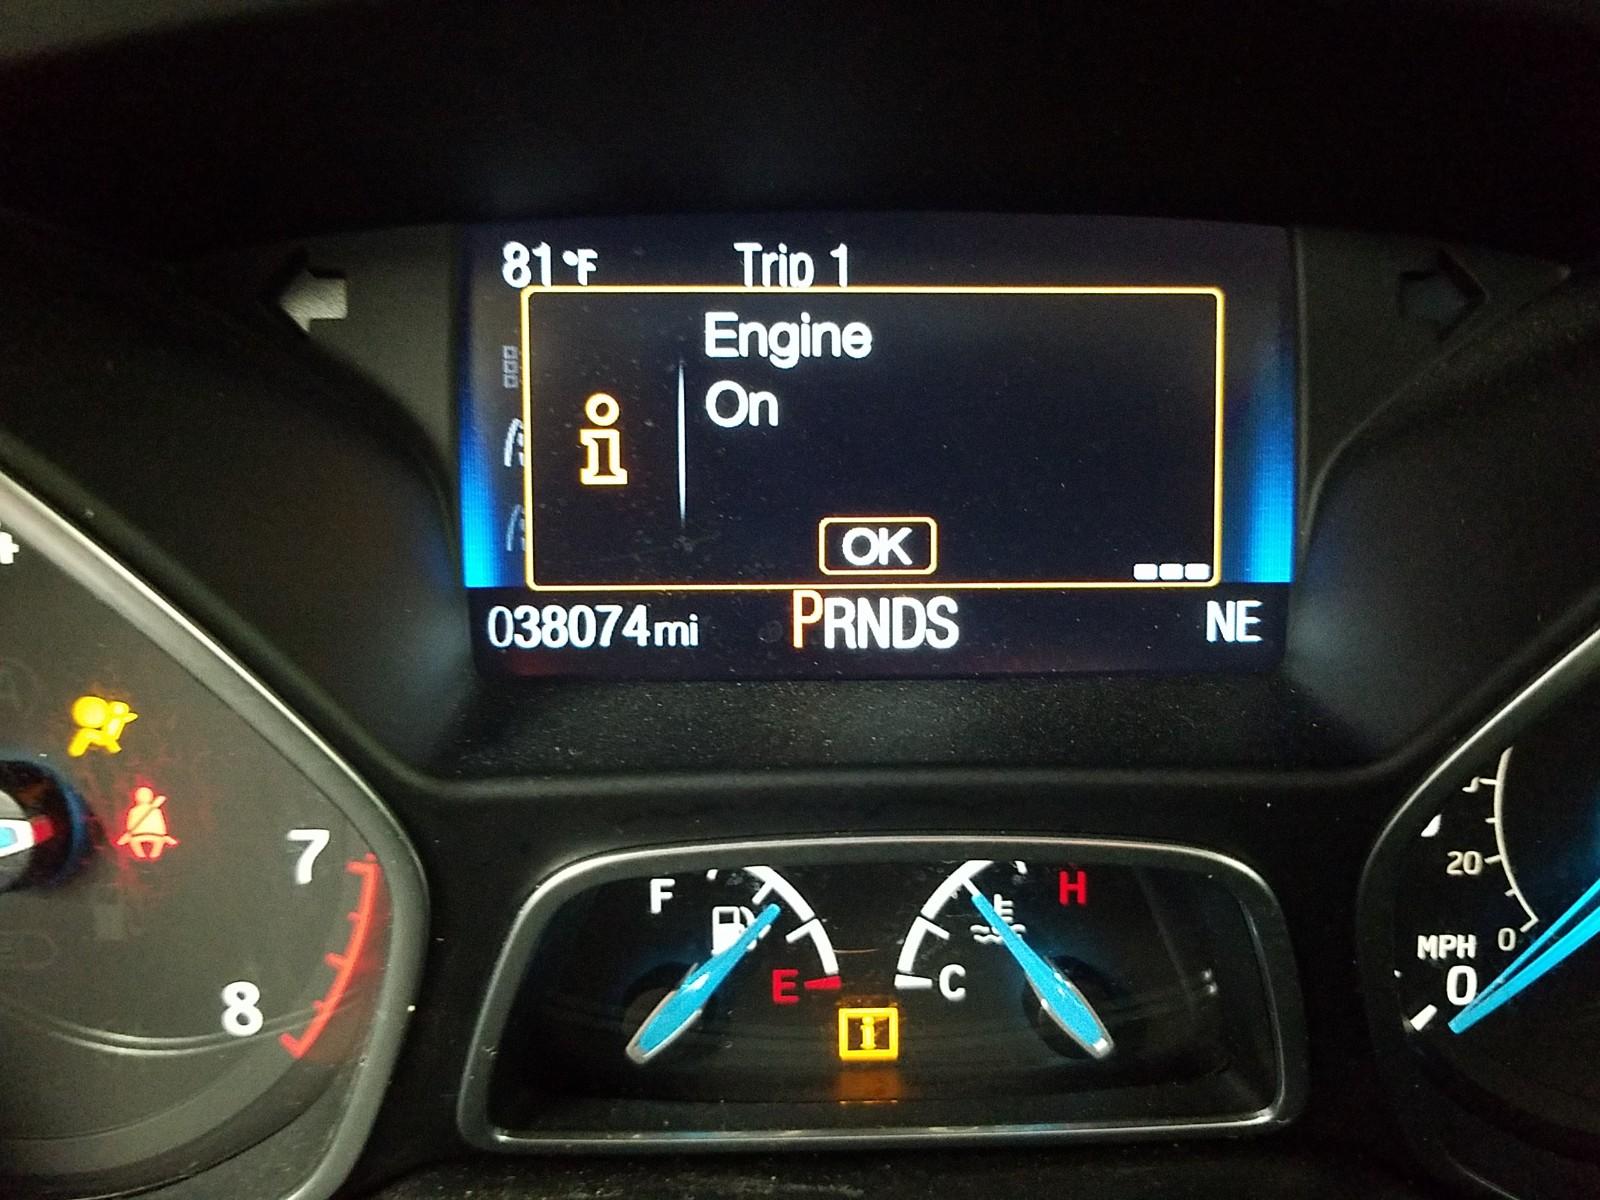 81°F Trip 1
Engine
On
OK
038074mi PRNDS NE
7
8
F
E
C
H
20
MPH 0
0